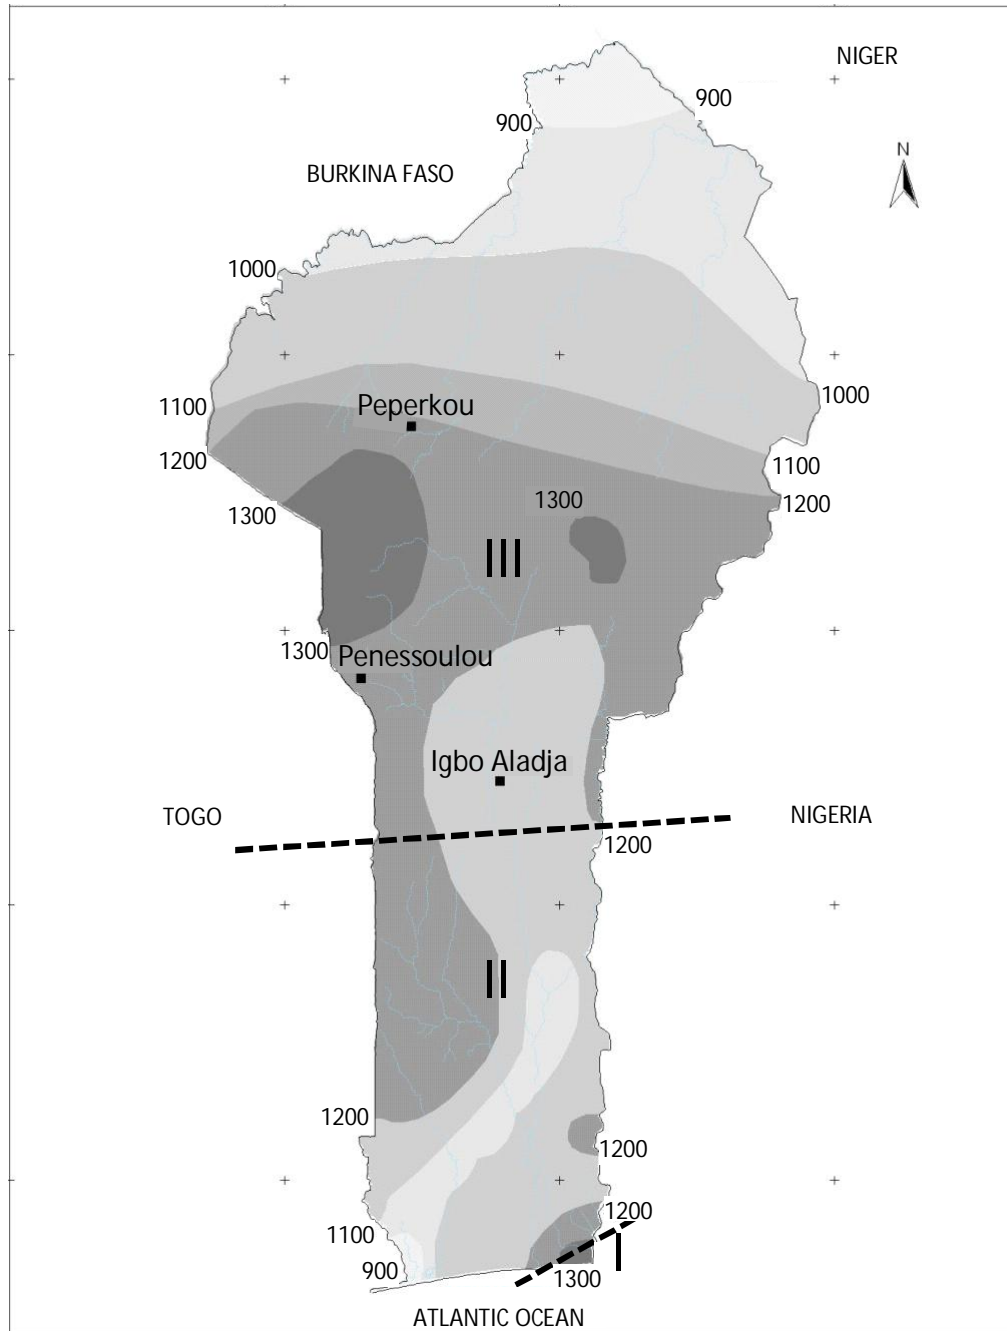 NIGER
900
900
N
BURKINA FASO
1000
1000
1100
Peperkou
1200
1100
1200
1300
1300
III
1300
Penessoulou
Igbo Aladja
TOGO
NIGERIA
1200
II
1200
1200
1200
1100
I
900
1300
ATLANTIC OCEAN